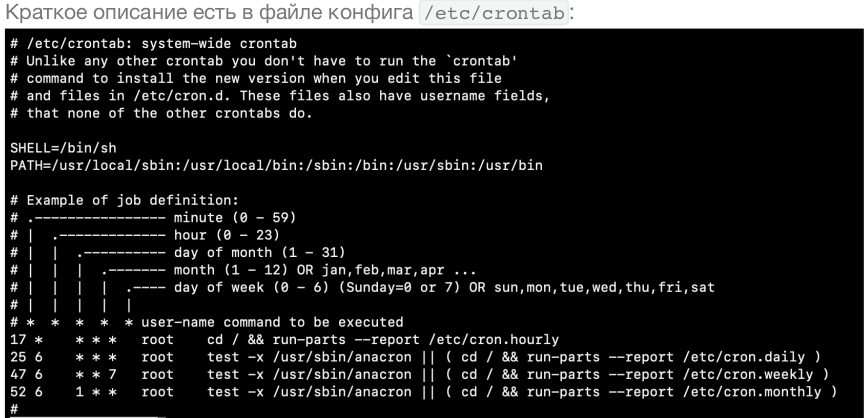 Краткое описание есть в файле конфига /etc/crontab:
# /etc/crontab: system-wide crontab
# Unlike any other crontab you don't have to run the `crontab'
# command to install the new version when you edit this file
# and files in /etc/cron.d. These files also have username fields,
# that none of the other crontabs do.
SHELL=/bin/sh
PATH=/usr/local/sbin:/usr/local/bin:/sbin:/bin:/usr/sbin:/usr/bin
# Example of job definition:
# .---------------- minute (0 - 59)
# |  .------------- hour (0 - 23)
# |  |  .---------- day of month (1 - 31)
# |  |  |  .------- month (1 - 12) OR jan,feb,mar,apr ...
# |  |  |  |  .---- day of week (0 - 6) (Sunday=0 or 7) OR sun,mon,tue,wed,thu,fri,sat
# |  |  |  |  |
# *  *  *  *  * user-name command to be executed
17 *    * * *   root    cd / && run-parts --report /etc/cron.hourly
25 6    * * *   root    test -x /usr/sbin/anacron || ( cd / && run-parts --report /etc/cron.daily )
47 6    * * 7   root    test -x /usr/sbin/anacron || ( cd / && run-parts --report /etc/cron.weekly )
52 6    1 * *   root    test -x /usr/sbin/anacron || ( cd / && run-parts --report /etc/cron.monthly )
#